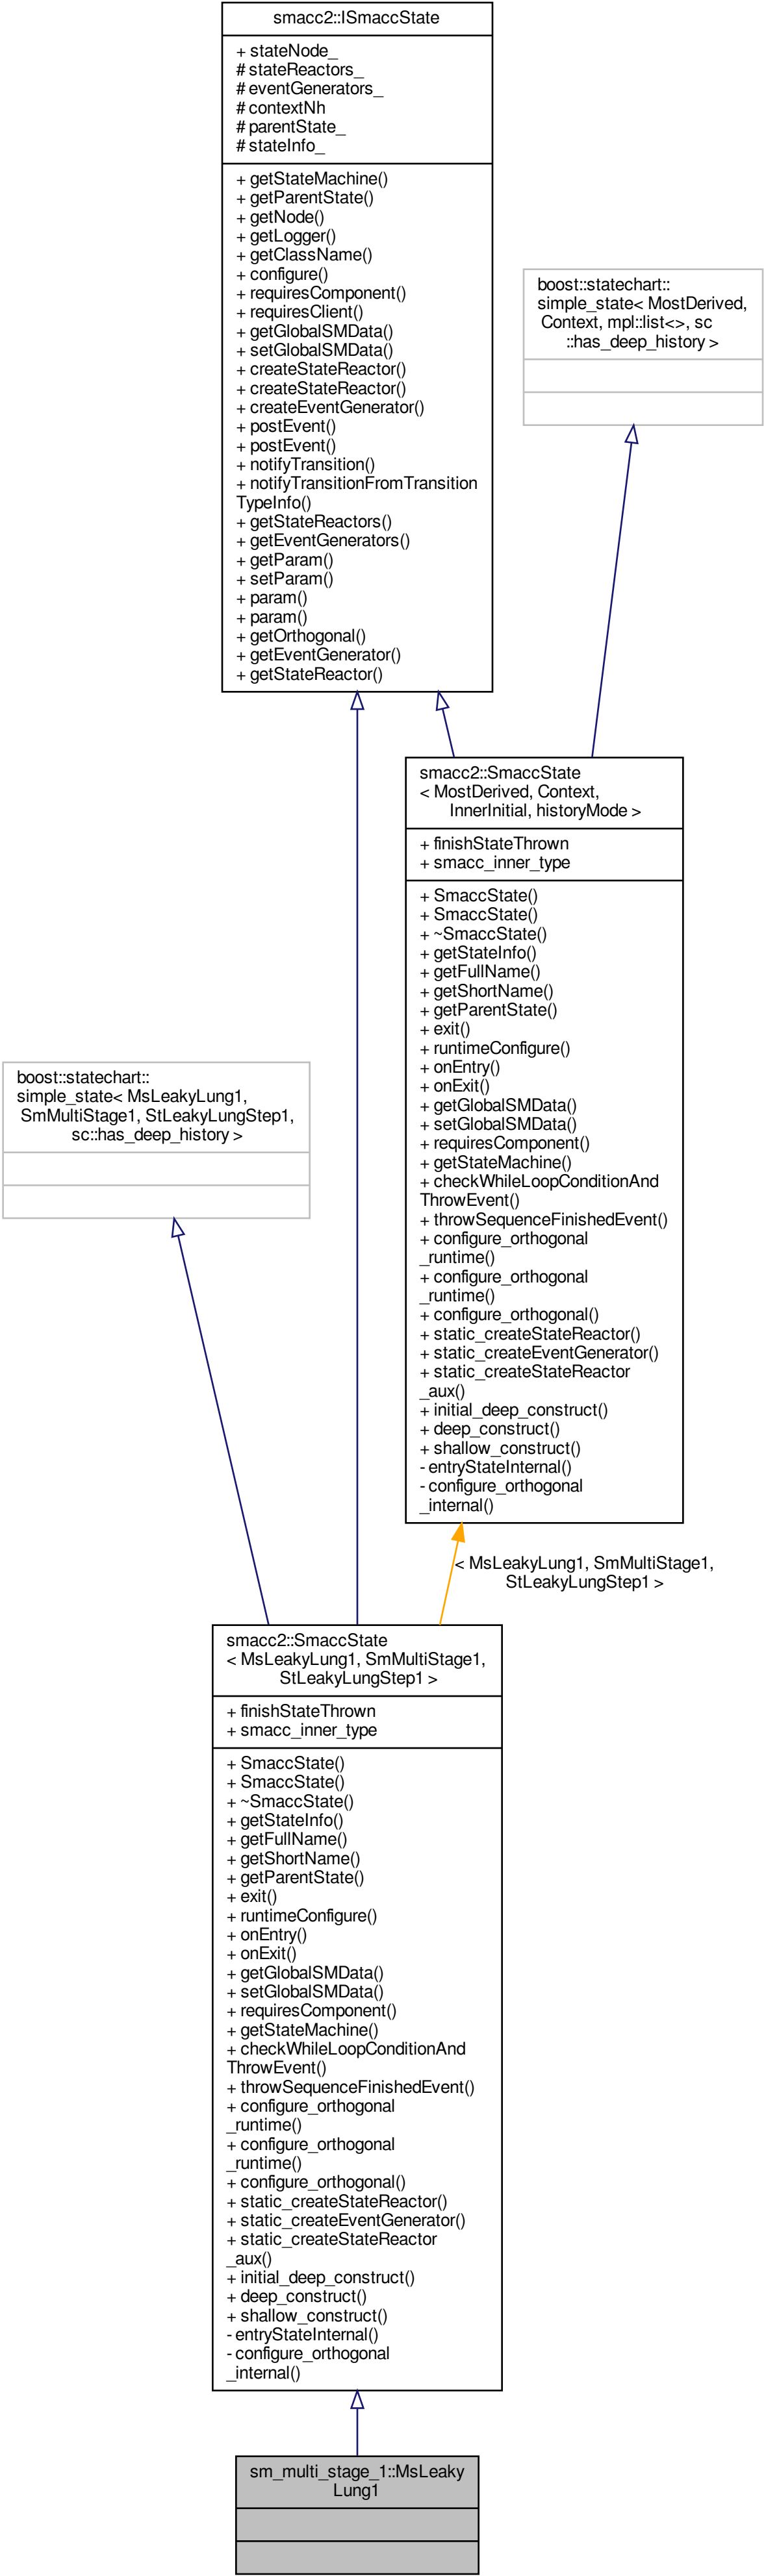 smacc2::ISmaccState
+ stateNode_
# stateReactors_
# eventGenerators_
# contextNh
# parentState_
# stateInfo_
+ getStateMachine()
+ getParentState()
+ getNode()
+ getLogger()
+ getClassName()
+ configure()
+ requiresComponent()
+ requiresClient()
+ getGlobalSMData()
+ setGlobalSMData()
+ createStateReactor()
+ createStateReactor()
+ createEventGenerator()
+ postEvent()
+ postEvent()
+ notifyTransition()
+ notifyTransitionFromTransition
TypeInfo()
+ getStateReactors()
+ getEventGenerators()
+ getParam()
+ setParam()
+ param()
+ param()
+ getOrthogonal()
+ getEventGenerator()
+ getStateReactor()
boost::statechart::
simple_state< MostDerived,
Context, mpl::list<>, sc
::has_deep_history >
smacc2::SmaccState
< MostDerived, Context,
InnerInitial, historyMode >
+ finishStateThrown
+ smacc_inner_type
+ SmaccState()
+ SmaccState()
+ ~SmaccState()
+ getStateInfo()
+ getFullName()
+ getShortName()
+ getParentState()
+ exit()
+ runtimeConfigure()
+ onEntry()
+ onExit()
+ getGlobalSMData()
+ setGlobalSMData()
+ requiresComponent()
+ getStateMachine()
+ checkWhileLoopConditionAnd
ThrowEvent()
+ throwSequenceFinishedEvent()
+ configure_orthogonal
_runtime()
+ configure_orthogonal
_runtime()
+ configure_orthogonal()
+ static_createStateReactor()
+ static_createEventGenerator()
+ static_createStateReactor
_aux()
+ initial_deep_construct()
+ deep_construct()
+ shallow_construct()
- entryStateInternal()
- configure_orthogonal
_internal()
boost::statechart::
simple_state< MsLeakyLung1,
SmMultiStage1, StLeakyLungStep1,
sc::has_deep_history >
< MsLeakyLung1, SmMultiStage1,
StLeakyLungStep1 >
smacc2::SmaccState
< MsLeakyLung1, SmMultiStage1,
StLeakyLungStep1 >
+ finishStateThrown
+ smacc_inner_type
+ SmaccState()
+ SmaccState()
+ ~SmaccState()
+ getStateInfo()
+ getFullName()
+ getShortName()
+ getParentState()
+ exit()
+ runtimeConfigure()
+ onEntry()
+ onExit()
+ getGlobalSMData()
+ setGlobalSMData()
+ requiresComponent()
+ getStateMachine()
+ checkWhileLoopConditionAnd
ThrowEvent()
+ throwSequenceFinishedEvent()
+ configure_orthogonal
_runtime()
+ configure_orthogonal
_runtime()
+ configure_orthogonal()
+ static_createStateReactor()
+ static_createEventGenerator()
+ static_createStateReactor
_aux()
+ initial_deep_construct()
+ deep_construct()
+ shallow_construct()
- entryStateInternal()
- configure_orthogonal
_internal()
sm_multi_stage_1::MsLeaky
Lung1